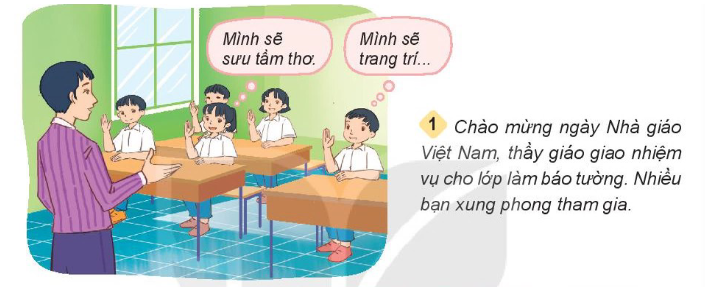 Mình sẽ
sưu tầm thơ.
Mình sẽ
trang trí...
1 Chào mừng ngày Nhà giáo
Việt Nam, thầy giáo giao nhiệm
vụ cho lớp làm báo tường. Nhiều
bạn xung phong tham gia.